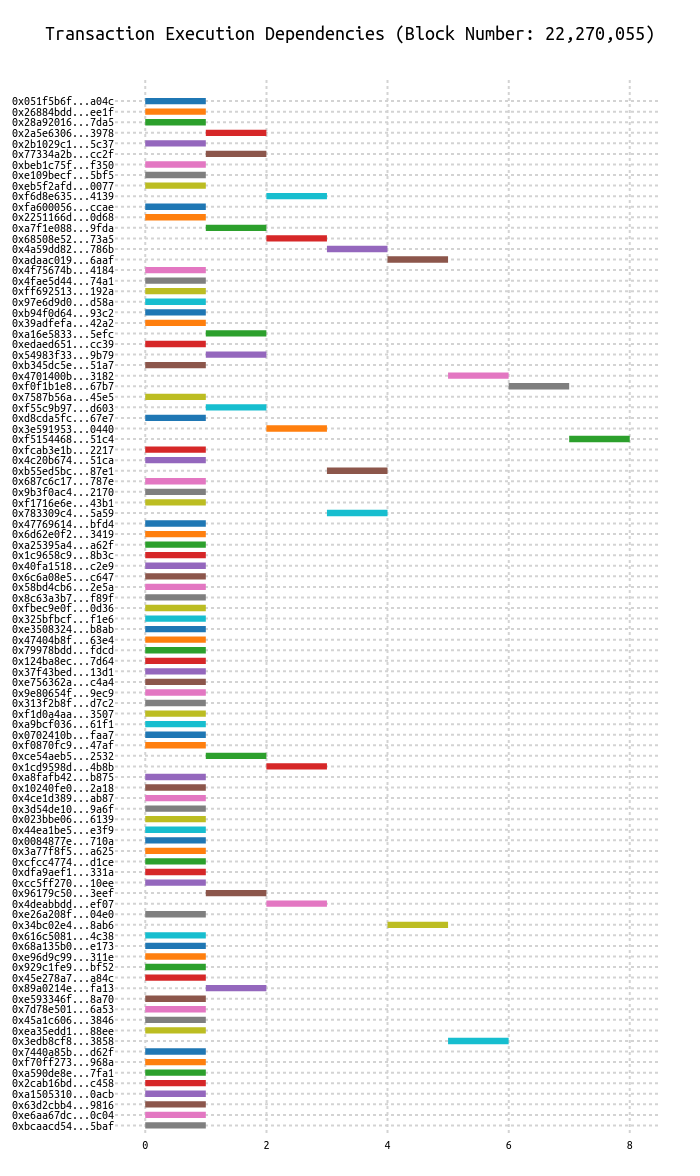 Transaction Execution Dependencies (Block Number: 22,270,055)
0x051f5b6f...a04c
0x26884bdd...ee1f
0x28a92016...7da5
0x2a5e6306...3978
0x2b1029c1...5c37
0x77334a2b...cc2f
0xbeb1c75f...f350
0xe109becf...5bf5
0xeb5f2afd...0077
0xf6d8e635...4139
0xfa600056...ccae
0x2251166d...0d68
0xa7f1e088...9fda
0x68508e52...73a5
0x4a59dd82...786b
0xadaac019...6aaf
0x4f75674b...4184
0x4fae5d44...74a1
0xff692513...192a
0x97e6d9d0...d58a
0xb94f0d64...93c2
0x39adfefa...42a2
0xa16e5833...5efc
0xedaed651...cc39
0x54983f33...9b79
0xb345dc5e...51a7
0x4701400b...3182
0xf0f1b1e8...67b7
0x7587b56a...45e5
0xf55c9b97...d603
0xd8cda5fc...67e7
0x3e591953...0440
0xf5154468...51c4
0xfcab3e1b...2217
0x4c20b674...51ca
0xb55ed5bc...87e1
0x687c6c17...787e
0x9b3f0ac4...2170
0xf1716e6e...43b1
0x783309c4...5a59
0x47769614...bfd4
0x6d62e0f2...3419
0xa25395a4...a62f
0x1c9658c9...8b3c
0x40fa1518...c2e9
0x6c6a08e5...c647
0x58bd4cb6...2e5a
0x8c63a3b7...f89f
0xfbec9e0f...0d36
0x325bfbcf...f1e6
0xe3508324...b8ab
0x47404b8f...63e4
0x79978bdd...fdcd
0x124ba8ec...7d64
0x37f43bed...13d1
0xe756362a...c4a4
0x9e80654f...9ec9
0x313f2b8f...d7c2
0xf1d0a4aa...3507
0xa9bcf036...61f1
0x0702410b...faa7
0xf0870fc9...47af
0xce54aeb5...2532
0x1cd9598d...4b8b
0xa8fafb42...b875
0x10240fe0...2a18
0x4ce1d389...ab87
0x3d54de10...9a6f
0x023bbe06...6139
0x44ea1be5...e3f9
0x0084877e...710a
0x3a77f8f5...a625
0xcfcc4774...d1ce
0xdfa9aef1...331a
0xcc5ff270...10ee
0x96179c50...3eef
0x4deabbdd...ef07
0xe26a208f...04e0
0x34bc02e4...8ab6
0x616c5081...4c38
0x68a135b0...e173
0xe96d9c99...311e
0x929c1fe9...bf52
0x45e278a7...a84c
0x89a0214e...fa13
0xe593346f...8a70
0x7d78e501...6a53
0x45a1c606...3846
0xea35edd1...88ee
0x3edb8cf8...3858
0x7440a85b...d62f
0xf70ff273...968a
0xa590de8e...7fa1
0x2cab16bd...c458
0xa1505310...0acb
0x63d2cbb4...9816
0xe6aa67dc...0c04
0xbcaacd54...5baf
0 2 4 6 8